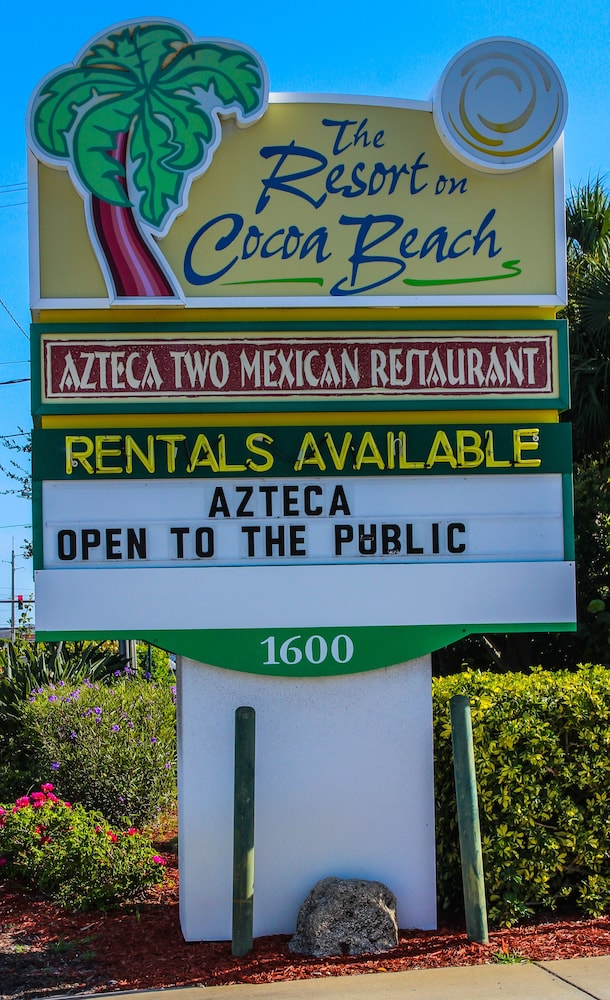 The
Resort on
Cocoa Beach
AZTECA TWO MEXICAN RESTAURANT
RENTALS AVAILABLE
AZTECA
OPEN TO THE PUBLIC
1600